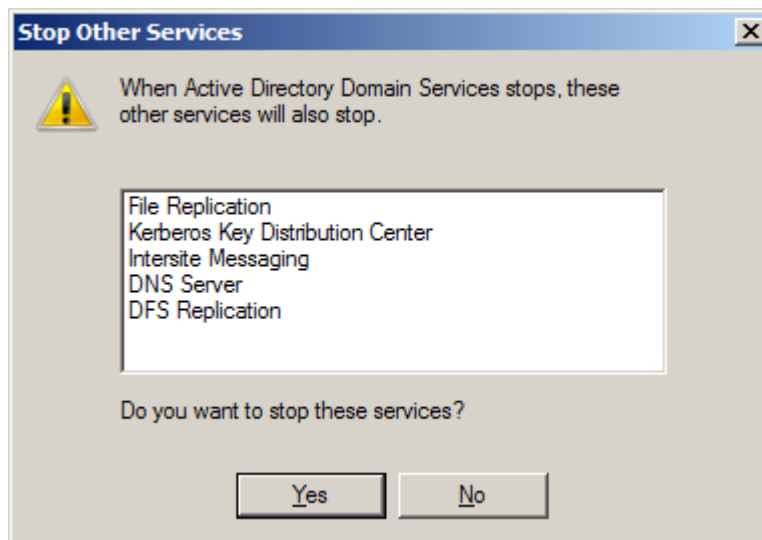 Stop Other Services
When Active Directory Domain Services stops, these
other services will also stop.
File Replication
Kerberos Key Distribution Center
Intersite Messaging
DNS Server
DFS Replication
Do you want to stop these services?
Yes No